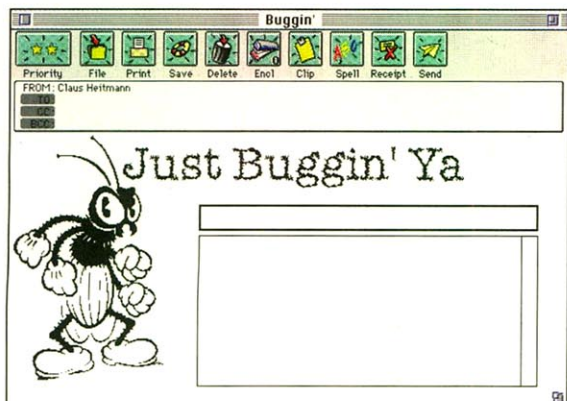 Buggin'
Priority File Print Save Delete Encl Clip Spell Receipt Send
FROM: Claus Heitmann
TO:
CC:
BCC:
Just Buggin' Ya